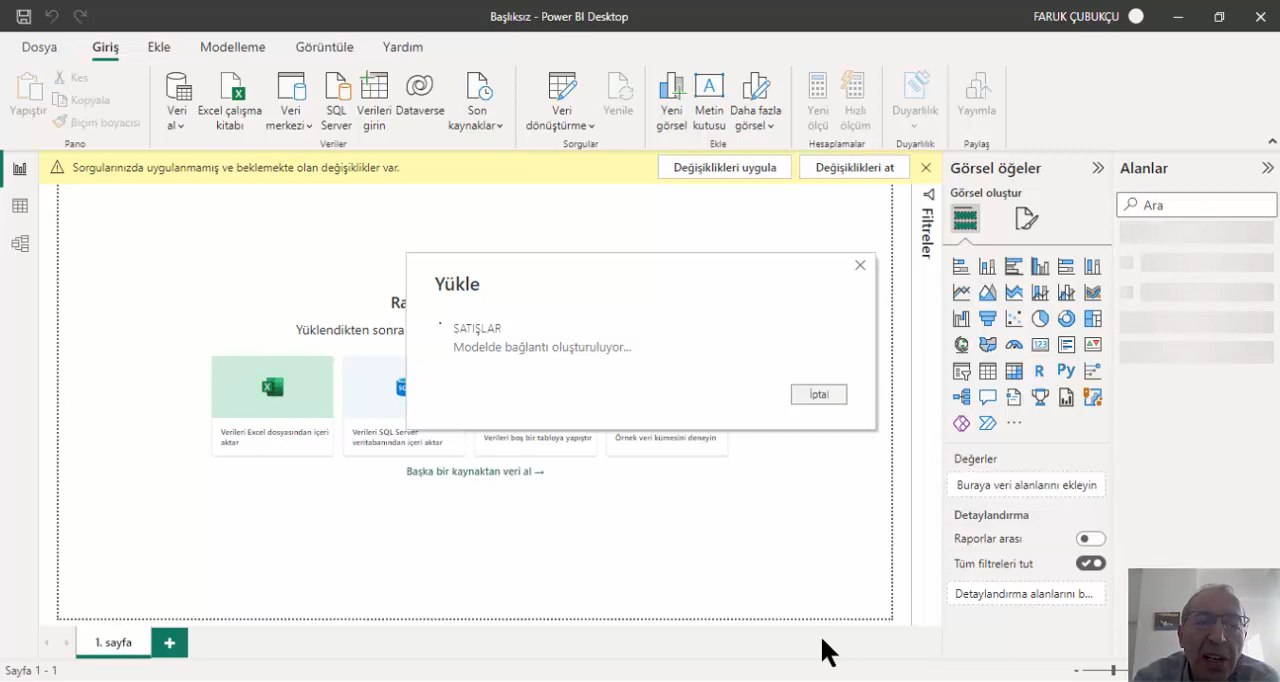 Başlıksız - Power BI Desktop
FARUK ÇUBUKÇU
Dosya
Giriş
Ekle
Modelleme
Görüntüle
Yardım
Yapıştır
Kes
Kopyala
Biçim boyacısı
Pano
Veri
al
Excel çalışma
kitabı
Veri
merkezi
SQL
Server
Verileri
girin
Dataverse
Son
kaynaklar
Veriler
Veri
dönüştürme
Yenile
Sorgular
Yeni
görsel
Metin
kutusu
Daha fazla
görsel
Ekle
Yeni
ölçü
Hızlı
ölçüm
Hesaplamalar
Duyarlılık
Duyarlılık
Yayımla
Paylaş
Sorgularınızda uygulanmamış ve beklemekte olan değişiklikler var.
Değişiklikleri uygula
Değişiklikleri at
Filtreler
Görsel öğeler
Görsel oluştur
Alanlar
Ara
Ra
Yüklendikten sonra
Yükle
SATIŞLAR
Modelde bağlantı oluşturuluyor...
İptal
Verileri Excel dosyasından içeri
aktar
Verileri SQL Server
veritabanından içeri aktar
Verileri boş bir tabloya yapıştır
Örnek veri kümesini deneyin
Başka bir kaynaktan veri al →
123
R
Py
Değerler
Buraya veri alanlarını ekleyin
Detaylandırma
Raporlar arası
Tüm filtreleri tut
Detaylandırma alanlarını b...
1. sayfa
Sayfa 1 - 1